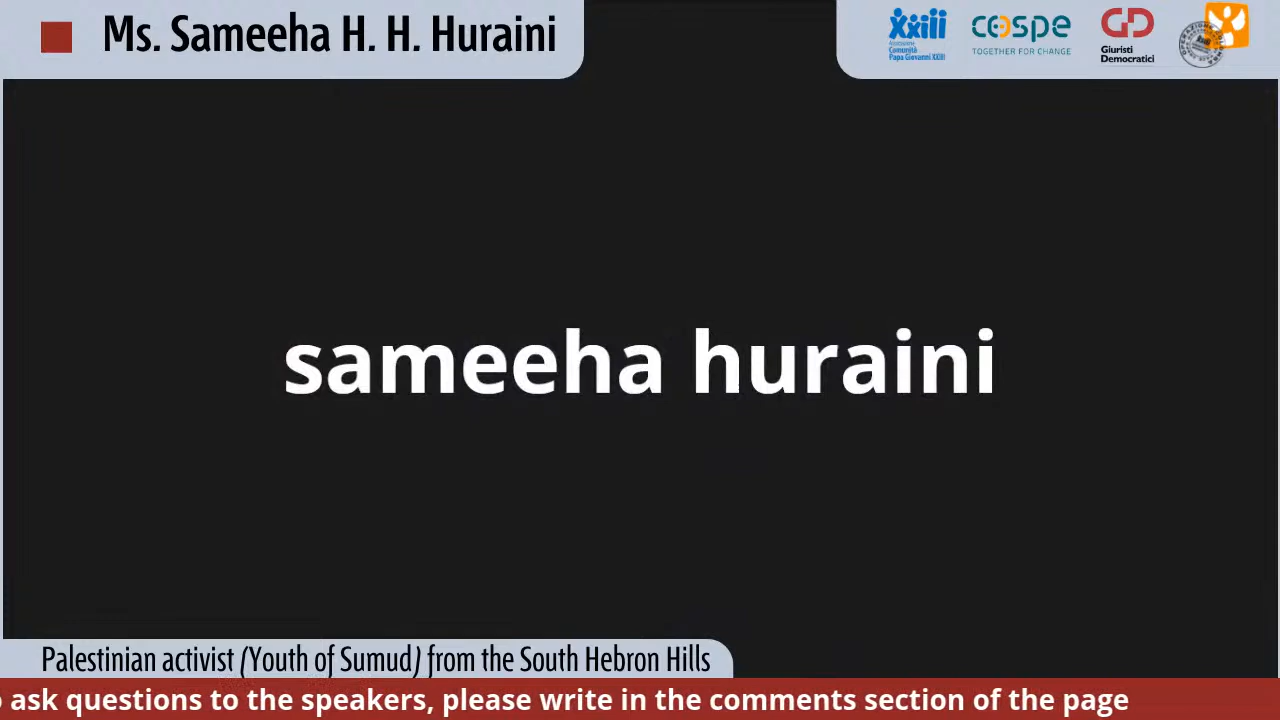 Ms. Sameeha H. H. Huraini
xxiii
Associazione
Comunità
Papa Giovanni XXIII
cospe
TOGETHER FOR CHANGE
GD
Giuristi
Democratici
sameeha huraini
Palestinian activist (Youth of Sumud) from the South Hebron Hills
ask questions to the speakers, please write in the comments section of the page